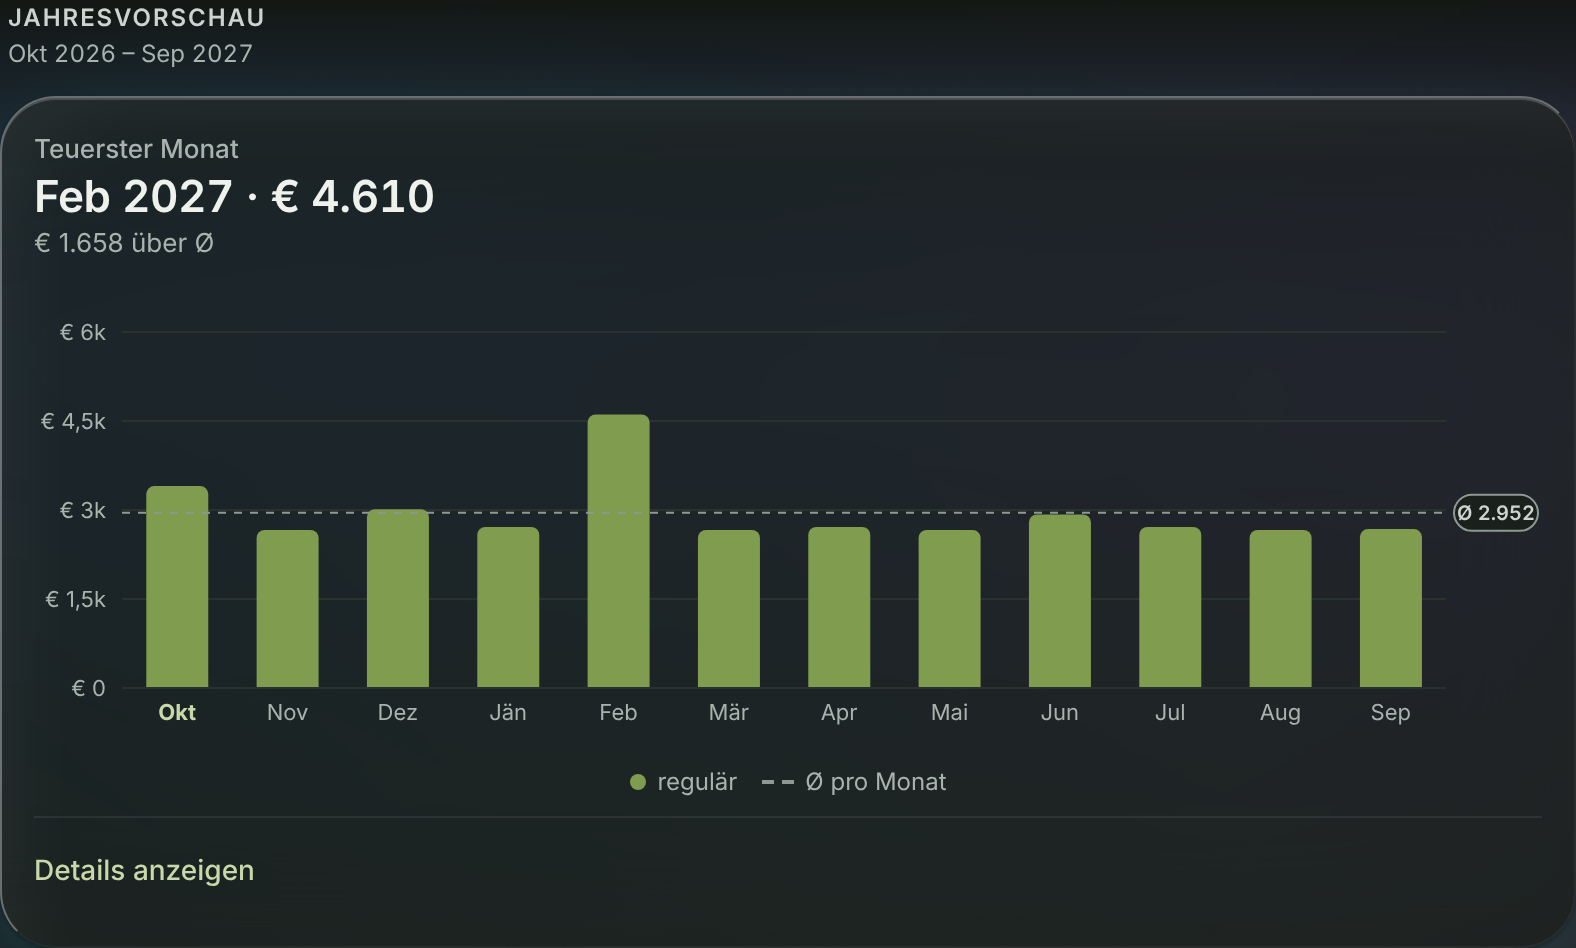 JAHRESVORSCHAU
Okt 2026 – Sep 2027
Teuerster Monat
Feb 2027 · € 4.610
€ 1.658 über Ø
€ 6k
€ 4,5k
€ 3k
Ø 2.952
€ 1,5k
€ 0
Okt Nov Dez Jän Feb Mär Apr Mai Jun Jul Aug Sep
regulär Ø pro Monat
Details anzeigen